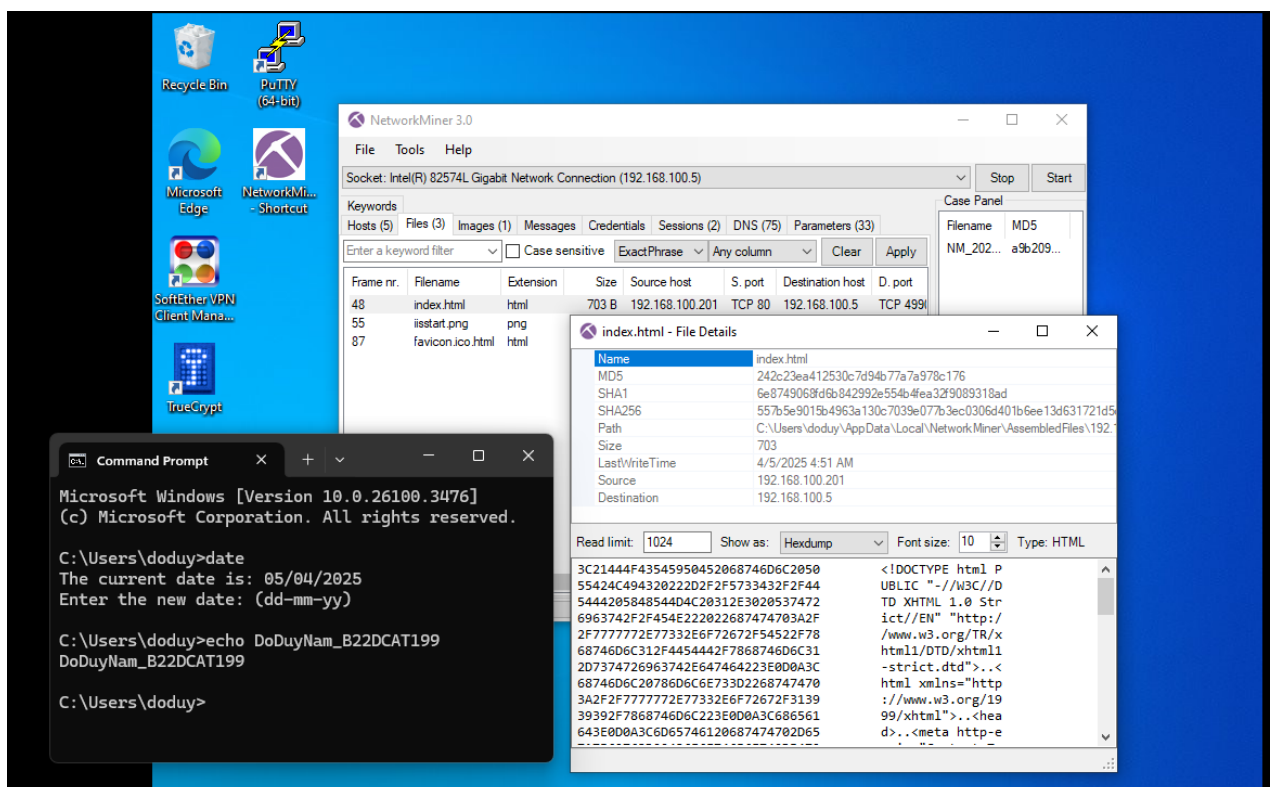 Recycle Bin
PuTTY
(64-bit)
Microsoft
Edge
NetworkMi...
- Shortcut
SoftEther VPN
Client Mana...
TrueCrypt
NetworkMiner 3.0
File Tools Help
Socket: Intel(R) 82574L Gigabit Network Connection (192.168.100.5)
Stop Start
Keywords
Hosts (5) Files (3) Images (1) Messages Credentials Sessions (2) DNS (75) Parameters (33)
Enter a keyword filter Case sensitive ExactPhrase Any column Clear Apply
Frame nr. Filename Extension Size Source host S. port Destination host D. port
48 index.html html 703 B 192.168.100.201 TCP 80 192.168.100.5 TCP 499
55 iisstart.png png
87 favicon.ico.html html
Case Panel
Filename MD5
NM_202... a9b209...
index.html - File Details
Name index.html
MD5 242c23ea412530c7d94b77a7a978c176
SHA1 6e8749068fd6b842992e554b4fea32f9089318ad
SHA256 557b5e9015b4963a130c7039e077b3ec0306d401b6ee13d631721d5
Path C:\Users\doduy\AppData\Local\NetworkMiner\AssembledFiles\192.
Size 703
LastWriteTime 4/5/2025 4:51 AM
Source 192.168.100.201
Destination 192.168.100.5
Read limit: 1024 Show as: Hexdump Font size: 10 Type: HTML
3C21444F43545950452068746D6C2050 <!DOCTYPE html P
55424C494320222D2F2F5733432F2F44 UBLIC "-//W3C//D
5444205848544D4C20312E3020537472 TD XHTML 1.0 Str
6963742F2F454E222022687474703A2F ict//EN" "http:/
2F7777772E77332E6F72672F54522F78 /www.w3.org/TR/x
68746D6C312F4454442F7868746D6C31 html1/DTD/xhtml1
2D7374726963742E647464223E0D0A3C -strict.dtd">..<
68746D6C20786D6C6E733D2268747470 html xmlns="http
3A2F2F7777772E77332E6F72672F3139 ://www.w3.org/19
39392F7868746D6C223E0D0A3C686561 99/xhtml">..<hea
643E0D0A3C6D65746120687474702D65 d>..<meta http-e
Command Prompt
Microsoft Windows [Version 10.0.26100.3476]
(c) Microsoft Corporation. All rights reserved.
C:\Users\doduy>date
The current date is: 05/04/2025
Enter the new date: (dd-mm-yy)
C:\Users\doduy>echo DoDuyNam_B22DCAT199
DoDuyNam_B22DCAT199
C:\Users\doduy>